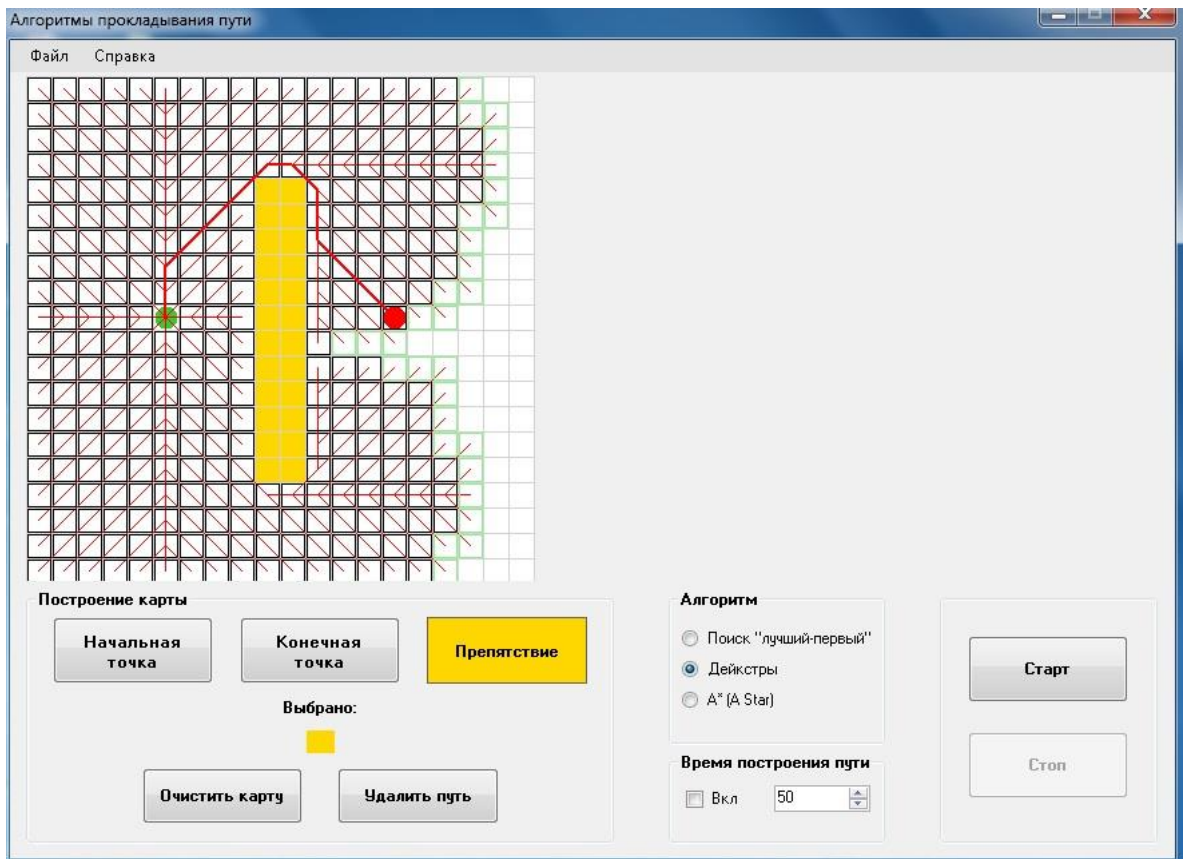 Алгоритмы прокладывания пути
Файл Справка
Построение карты
Начальная
точка
Конечная
точка
Препятствие
Выбрано:
Очистить карту
Удалить путь
Алгоритм
Поиск "лучший-первый"
Дейкстры
A* (A Star)
Время построения пути
Вкл 50
Старт
Стоп